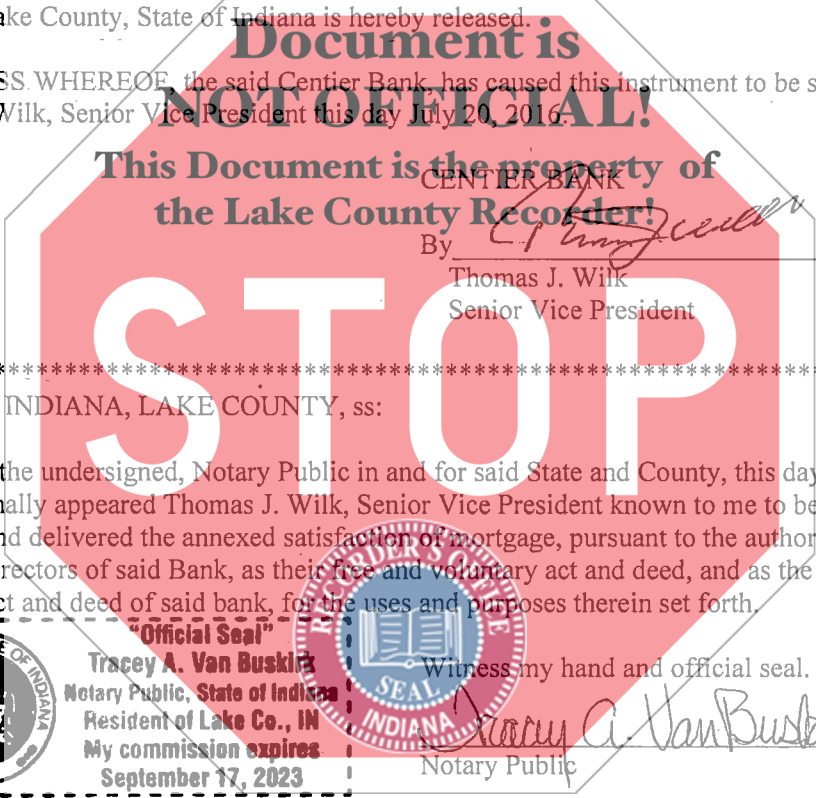 ke County, State of Indiana is hereby released.
Document is
SS WHEREOF, the said Centier Bank, has caused this instrument to be s
Wilk, Senior Vice President this day July 20, 2016.
NOT OFFICIAL!
This Document is the property of
the Lake County Recorder!
CENTIER BANK
By
Thomas J. Wilk
Senior Vice President
STOP
*****************************************************************
INDIANA, LAKE COUNTY, ss:
the undersigned, Notary Public in and for said State and County, this day
nally appeared Thomas J. Wilk, Senior Vice President known to me to be
nd delivered the annexed satisfaction of mortgage, pursuant to the author
rectors of said Bank, as their free and voluntary act and deed, and as the
ct and deed of said bank, for the uses and purposes therein set forth.
RECORDER'S OFFICE
SEAL
INDIANA
"Official Seal"
Tracey A. Van Buskirk
Notary Public, State of Indiana
Resident of Lake Co., IN
My commission expires
September 17, 2023
OF INDIANA
Witness my hand and official seal.
Tracey A. VanBusk
Notary Public